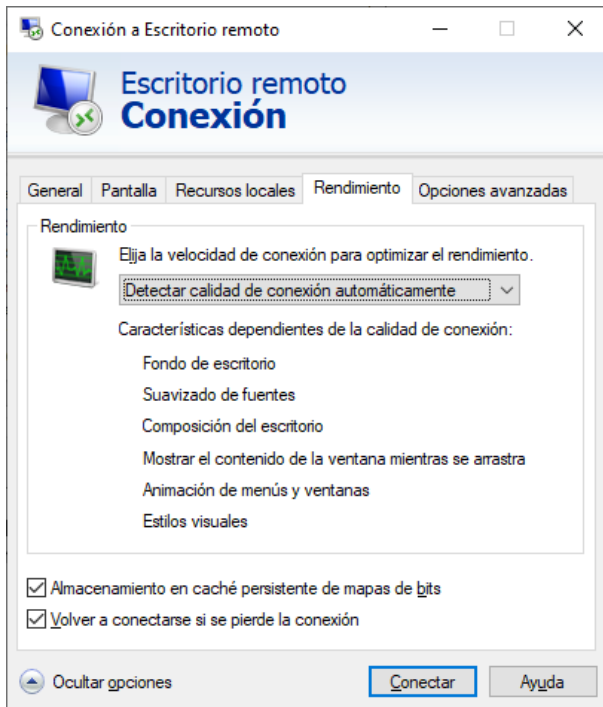 Conexión a Escritorio remoto
Escritorio remoto
Conexión
General Pantalla Recursos locales Rendimiento Opciones avanzadas
Rendimiento
Elija la velocidad de conexión para optimizar el rendimiento.
Detectar calidad de conexión automáticamente
Características dependientes de la calidad de conexión:
Fondo de escritorio
Suavizado de fuentes
Composición del escritorio
Mostrar el contenido de la ventana mientras se arrastra
Animación de menús y ventanas
Estilos visuales
Almacenamiento en caché persistente de mapas de bits
Volver a conectarse si se pierde la conexión
Ocultar opciones Conectar Ayuda